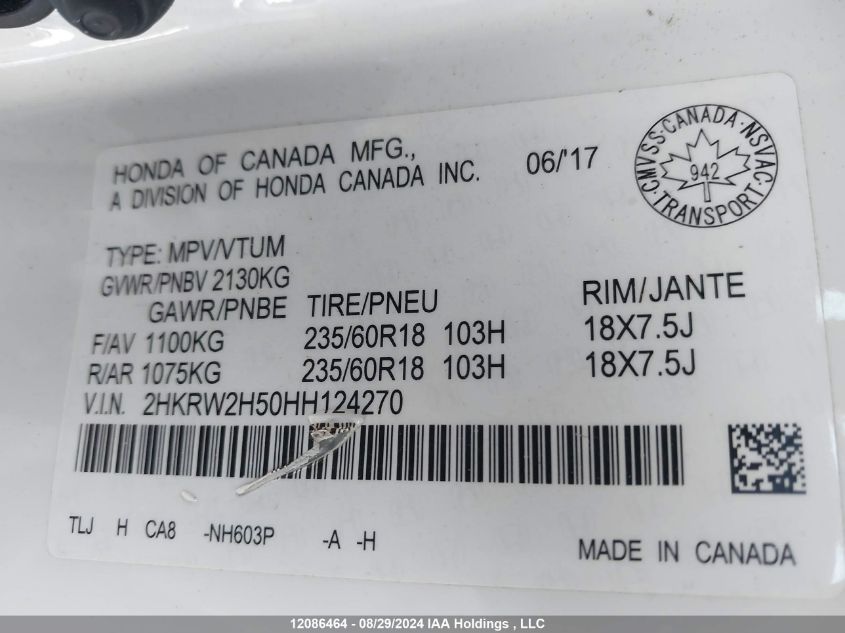 HONDA OF CANADA MFG.,
A DIVISION OF HONDA CANADA INC. 06/'17
CMVSS·CANADA·NSVAC·TRANSPORT·
942
TYPE: MPV/VTUM
GVWR/PNBV 2130KG
GAWR/PNBE TIRE/PNEU RIM/JANTE
F/AV 1100KG 235/60R18 103H 18X7.5J
R/AR 1075KG 235/60R18 103H 18X7.5J
V.I.N. 2HKRW2H50HH124270
TLJ H CA8 -NH603P -A -H
MADE IN CANADA
12086464 - 08/29/2024 IAA Holdings , LLC